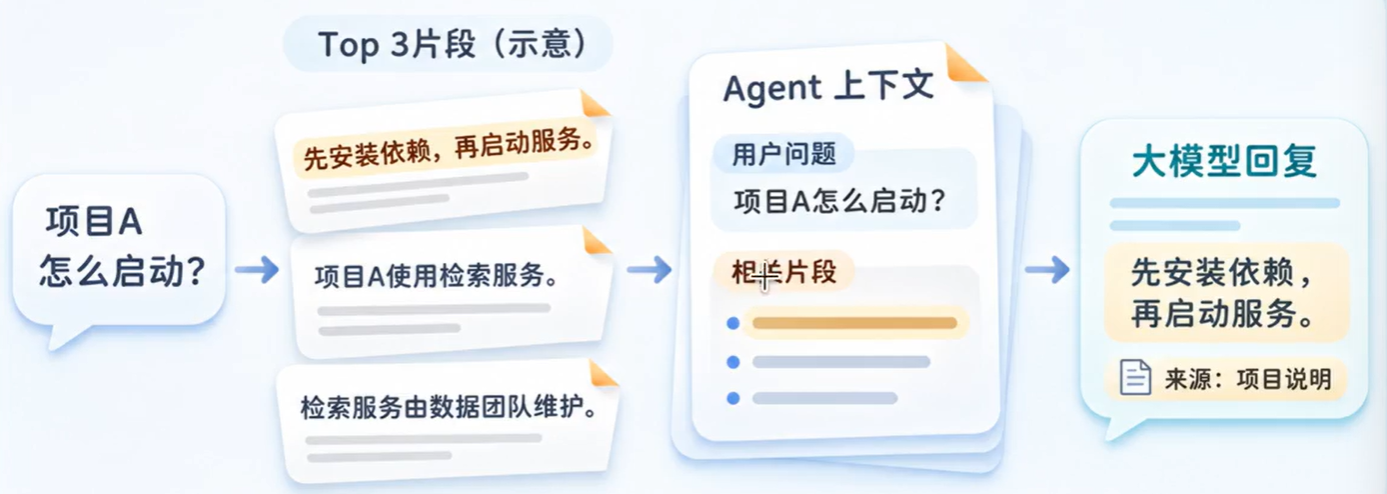 项目A
怎么启动？
Top 3片段（示意）
先安装依赖，再启动服务。
项目A使用检索服务。
检索服务由数据团队维护。
Agent 上下文
用户问题
项目A怎么启动？
相关片段
大模型回复
先安装依赖，
再启动服务。
来源：项目说明